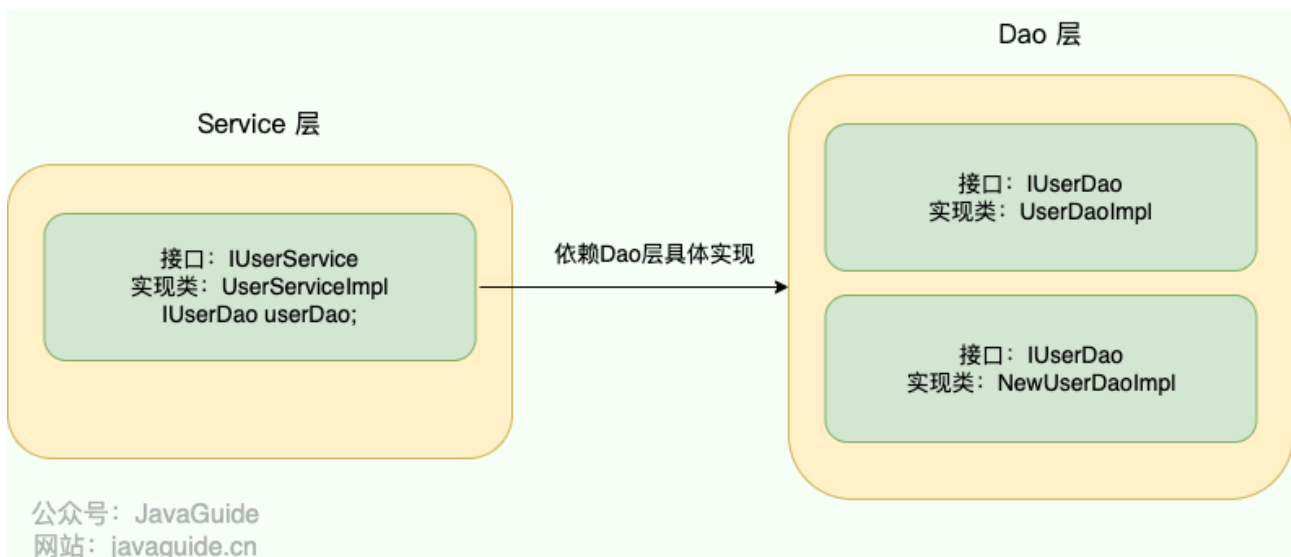 Dao 层
Service 层
接口：IUserDao
实现类：UserDaoImpl
接口：IUserService
实现类：UserServiceImpl
IUserDao userDao;
依赖Dao层具体实现
接口：IUserDao
实现类：NewUserDaoImpl
公众号：JavaGuide
网站：javaguide.cn